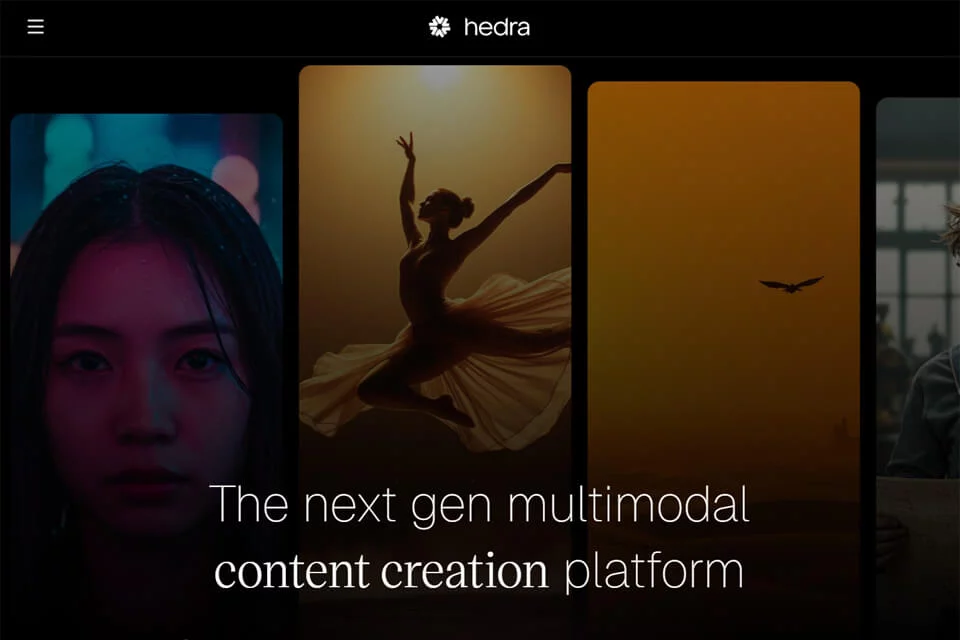 hedra
The next gen multimodal
content creation platform